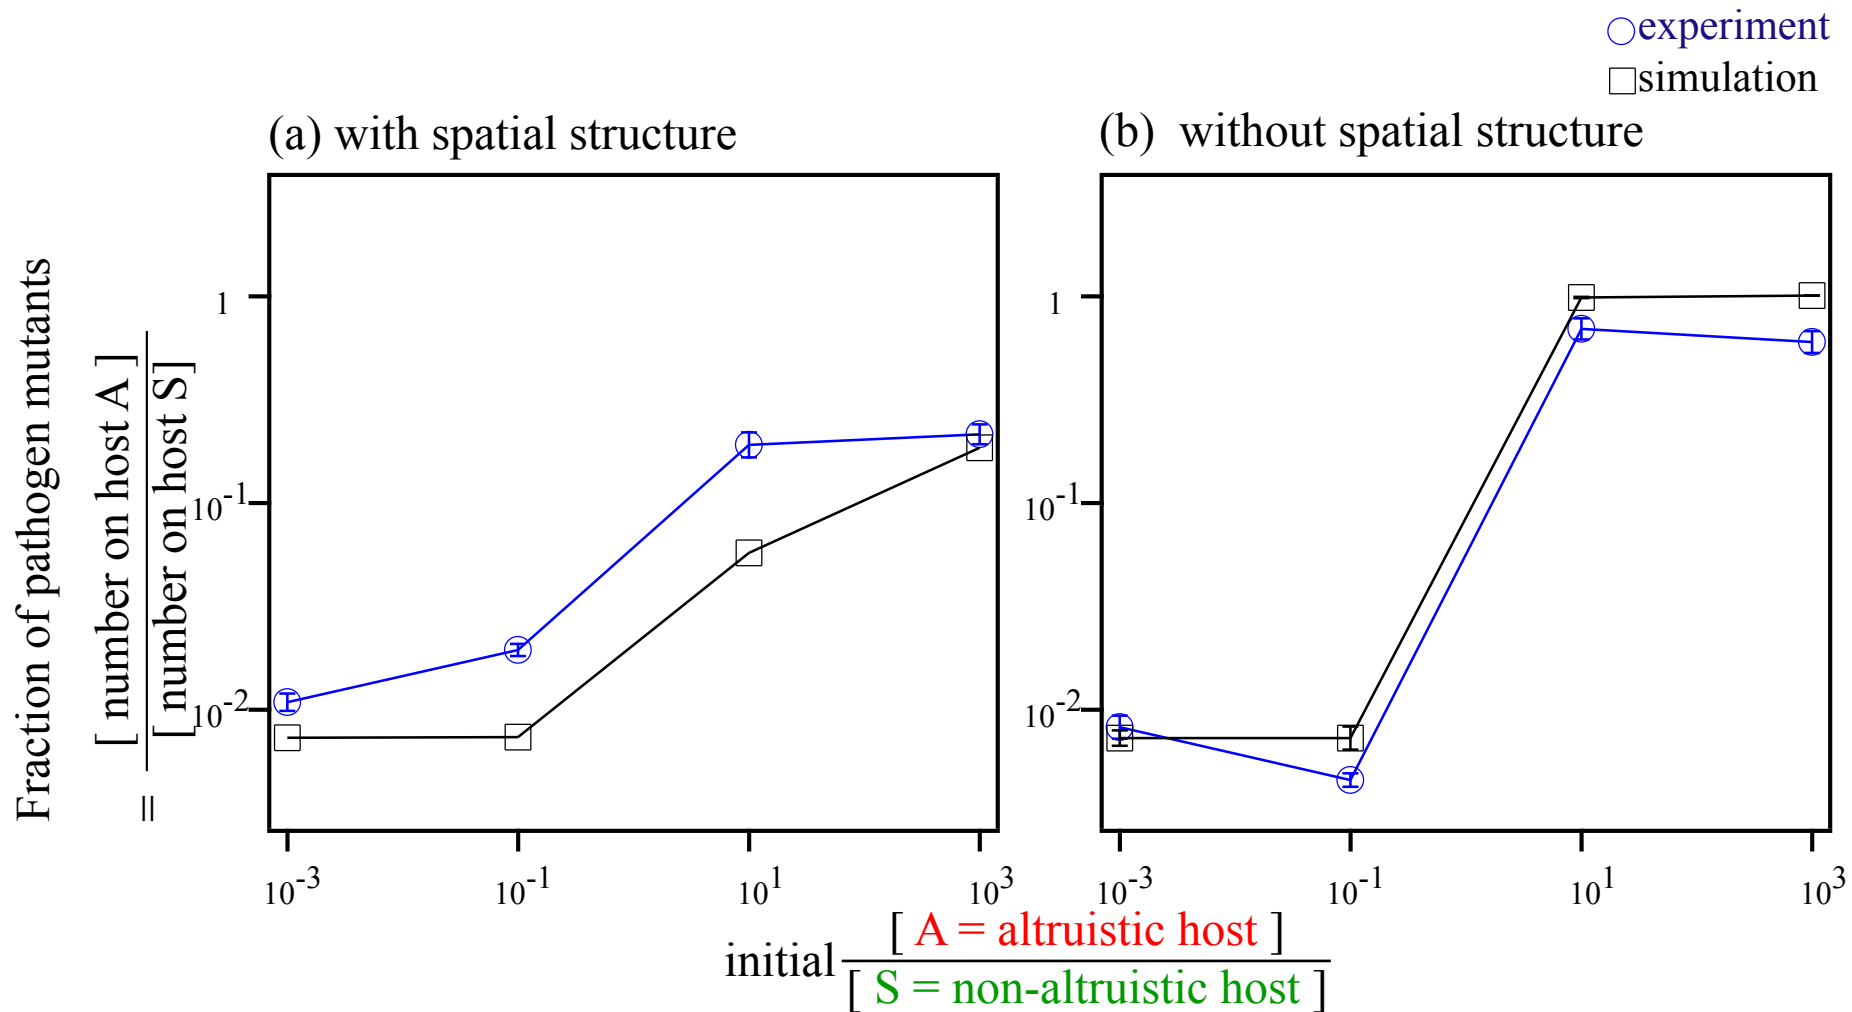 experiment
simulation
(a) with spatial structure
(b) without spatial structure
Fraction of pathogen mutants
= [ number on host A ]
[ number on host S]
1
10^-1
10^-2
10^-3
10^-1
10^1
10^3
1
10^-1
10^-2
10^-3
10^-1
10^1
10^3
initial [ A = altruistic host ]
[ S = non-altruistic host ]